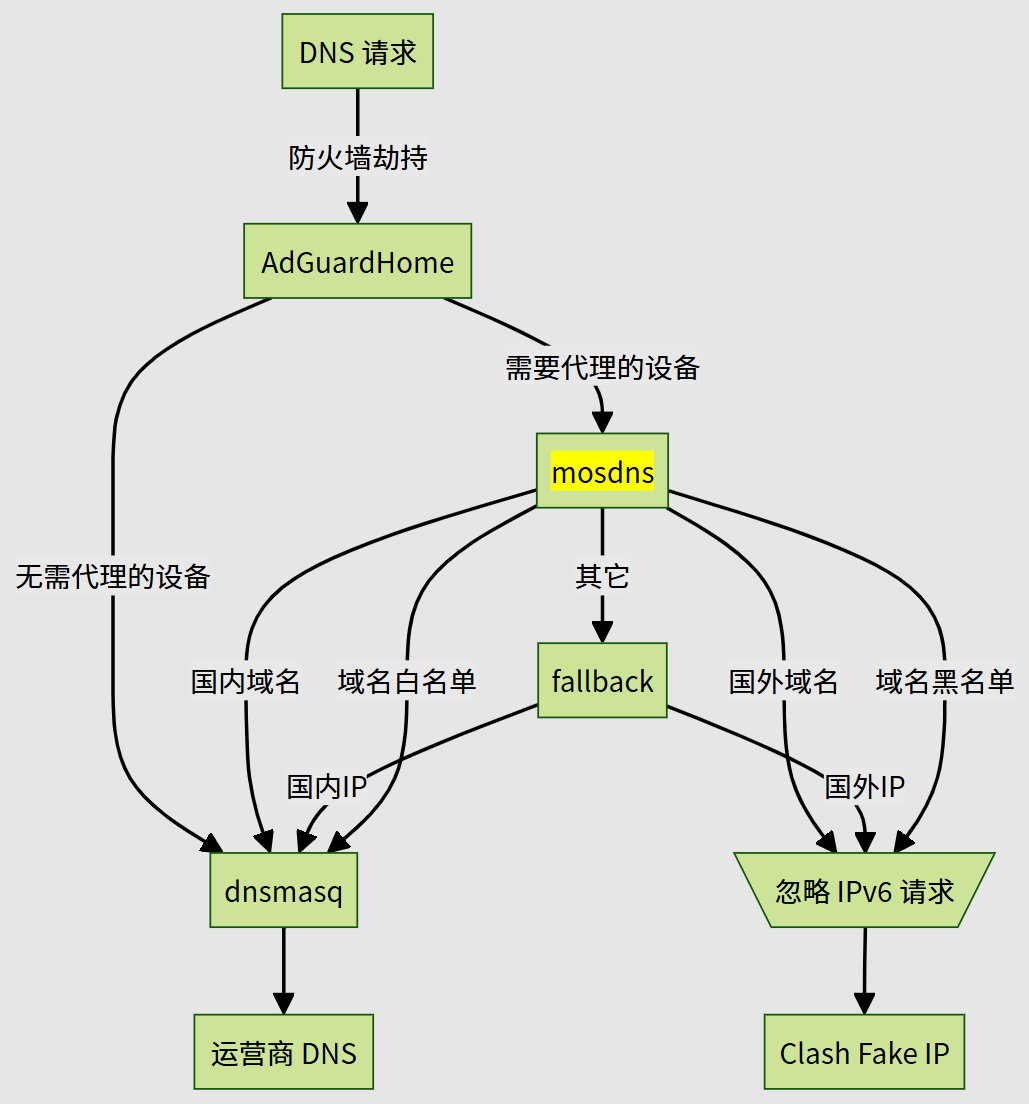 DNS 请求
防火墙劫持
AdGuardHome
需要代理的设备
mosdns
无需代理的设备
其它
国内域名
域名白名单
fallback
国外域名
域名黑名单
国内IP
国外IP
dnsmasq
忽略 IPv6 请求
运营商 DNS
Clash Fake IP